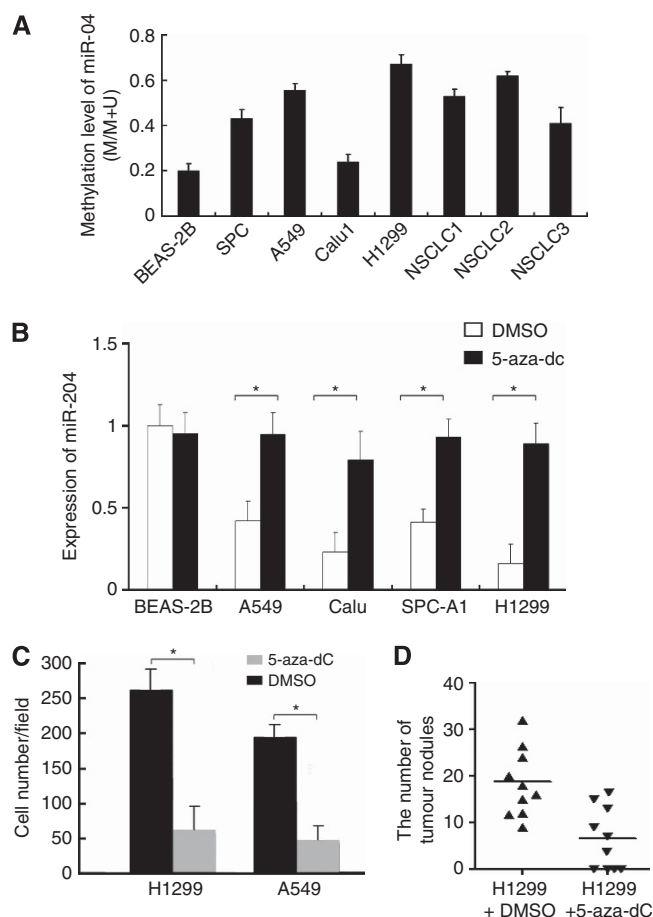 A
Methylation level of miR-04
(M/M+U)
0.8
0.6
0.4
0.2
0
BEAS-2B
SPC
A549
Calu1
H1299
NSCLC1
NSCLC2
NSCLC3
B
DMSO
5-aza-dc
Expression of miR-204
1.5
1
0.5
0
* * * *
BEAS-2B A549 Calu SPC-A1 H1299
C
5-aza-dC
DMSO
Cell number/field
300
250
200
150
100
50
0
*
*
H1299 A549
D
The number of
tumour nodules
40
30
20
10
0
H1299 H1299
+ DMSO +5-aza-dC